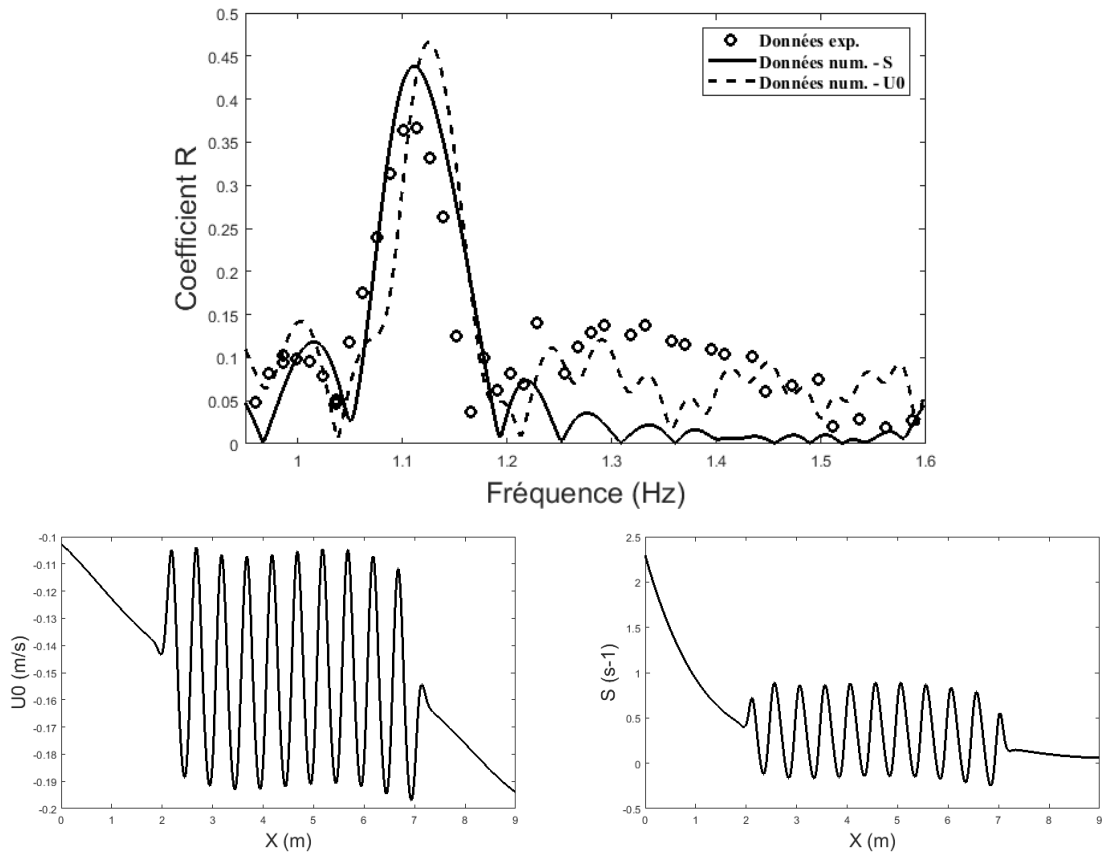 0.5
0.45
0.4
0.35
0.3
0.25
0.2
0.15
0.1
0.05
0
Coefficient R
Données exp.
Données num. - S
Données num. - U0
1 1.1 1.2 1.3 1.4 1.5 1.6
Fréquence (Hz)
-0.1
-0.11
-0.12
-0.13
-0.14
-0.15
-0.16
-0.17
-0.18
-0.19
-0.2
U0 (m/s)
0 1 2 3 4 5 6 7 8 9
X (m)
2.5
2
1.5
1
0.5
0
-0.5
S (s-1)
0 1 2 3 4 5 6 7 8 9
X (m)